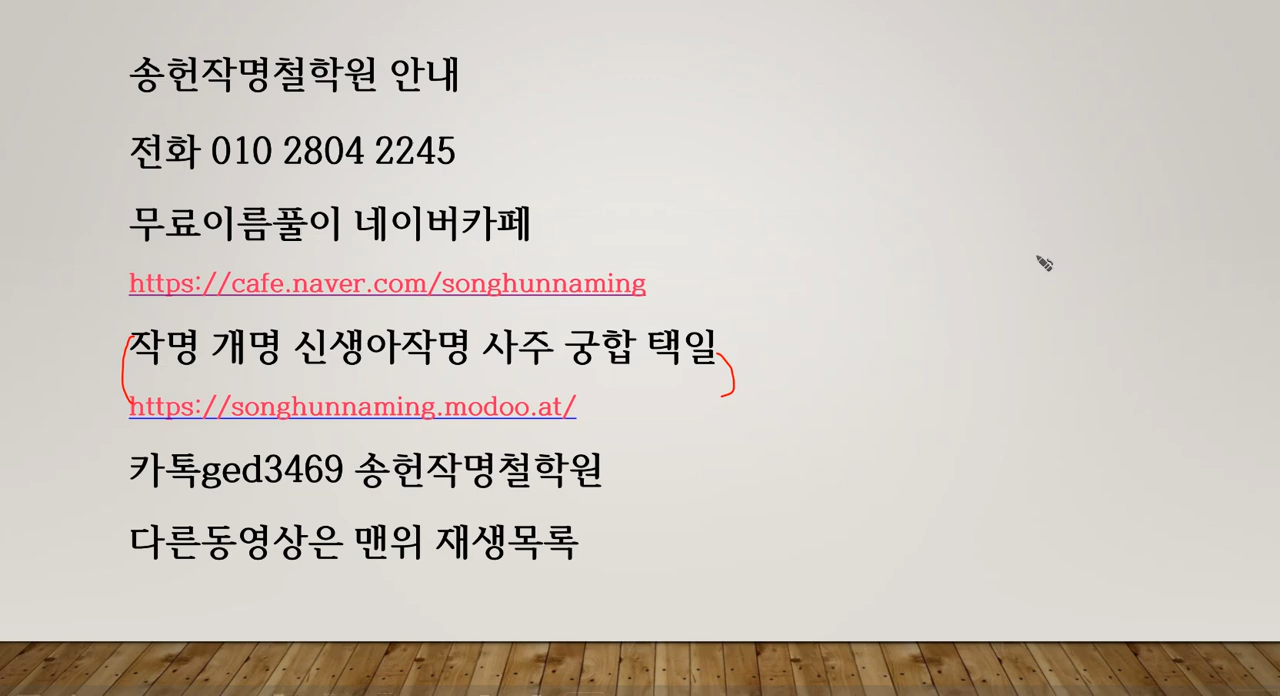 송헌작명철학원 안내
전화 010 2804 2245
무료이름풀이 네이버카페
https://cafe.naver.com/songhunnaming
작명 개명 신생아작명 사주 궁합 택일
https://songhunnaming.modoo.at/
카톡ged3469 송헌작명철학원
다른동영상은 맨위 재생목록